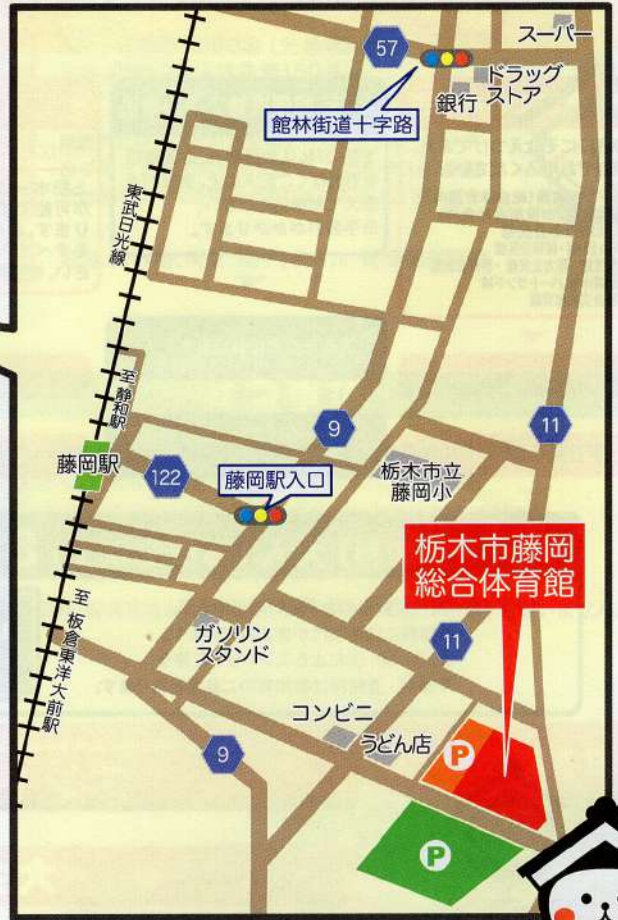 スーパー
57
ドラッグ
ストア
銀行
館林街道十字路
東武日光線
至 静和駅
9
11
藤岡駅
122
藤岡駅入口
栃木市立
藤岡小
栃木市藤岡
総合体育館
至 板倉東洋大前駅
ガソリン
スタンド
11
コンビニ
うどん店
P
9
P